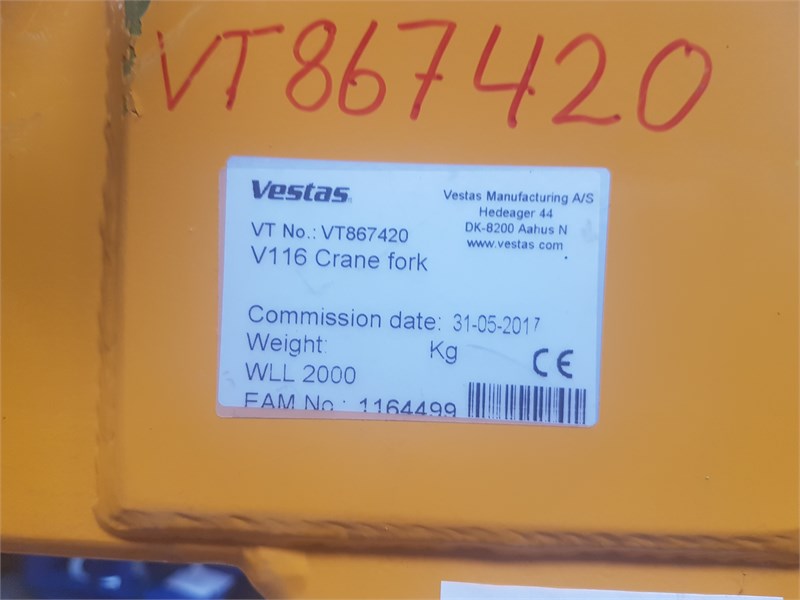 VT867420
Vestas
Vestas Manufacturing A/S
Hedeager 44
DK-8200 Aahus N
www.vestas com
VT No.: VT867420
V116 Crane fork
Commission date: 31-05-2017
Weight: Kg
CE
WLL 2000
EAM No.: 1164499